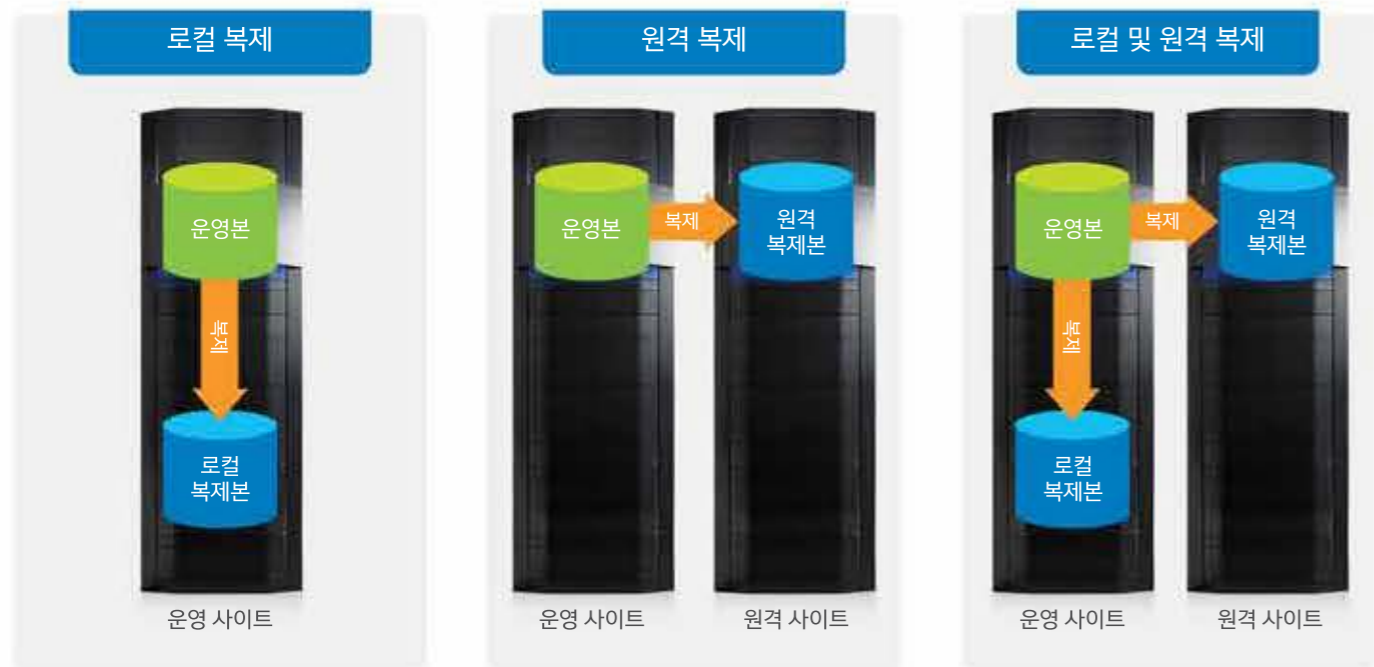 로컬 복제
운영본
복제
로컬
복제본
운영 사이트
원격 복제
운영본
복제
원격
복제본
운영 사이트
원격 사이트
로컬 및 원격 복제
운영본
복제
원격
복제본
복제
로컬
복제본
운영 사이트
원격 사이트